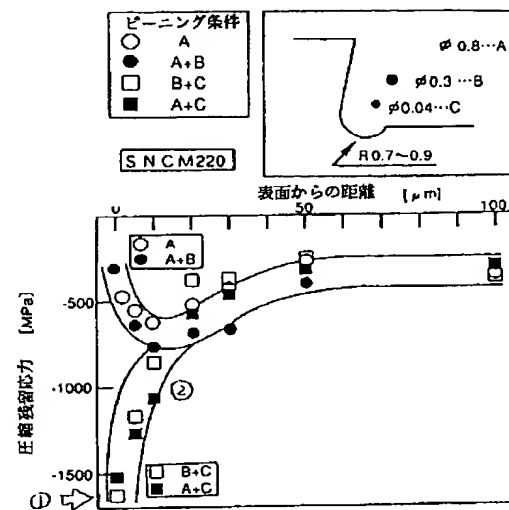 ピーニング条件
A
A+B
B+C
A+C
SNCM220
φ0.8…A
φ0.3…B
φ0.04…C
R0.7〜0.9
表面からの距離 [μm]
0 50 100
A
A+B
-500
-1000
-1500
圧縮残留応力 [MPa]
②
B+C
A+C
①